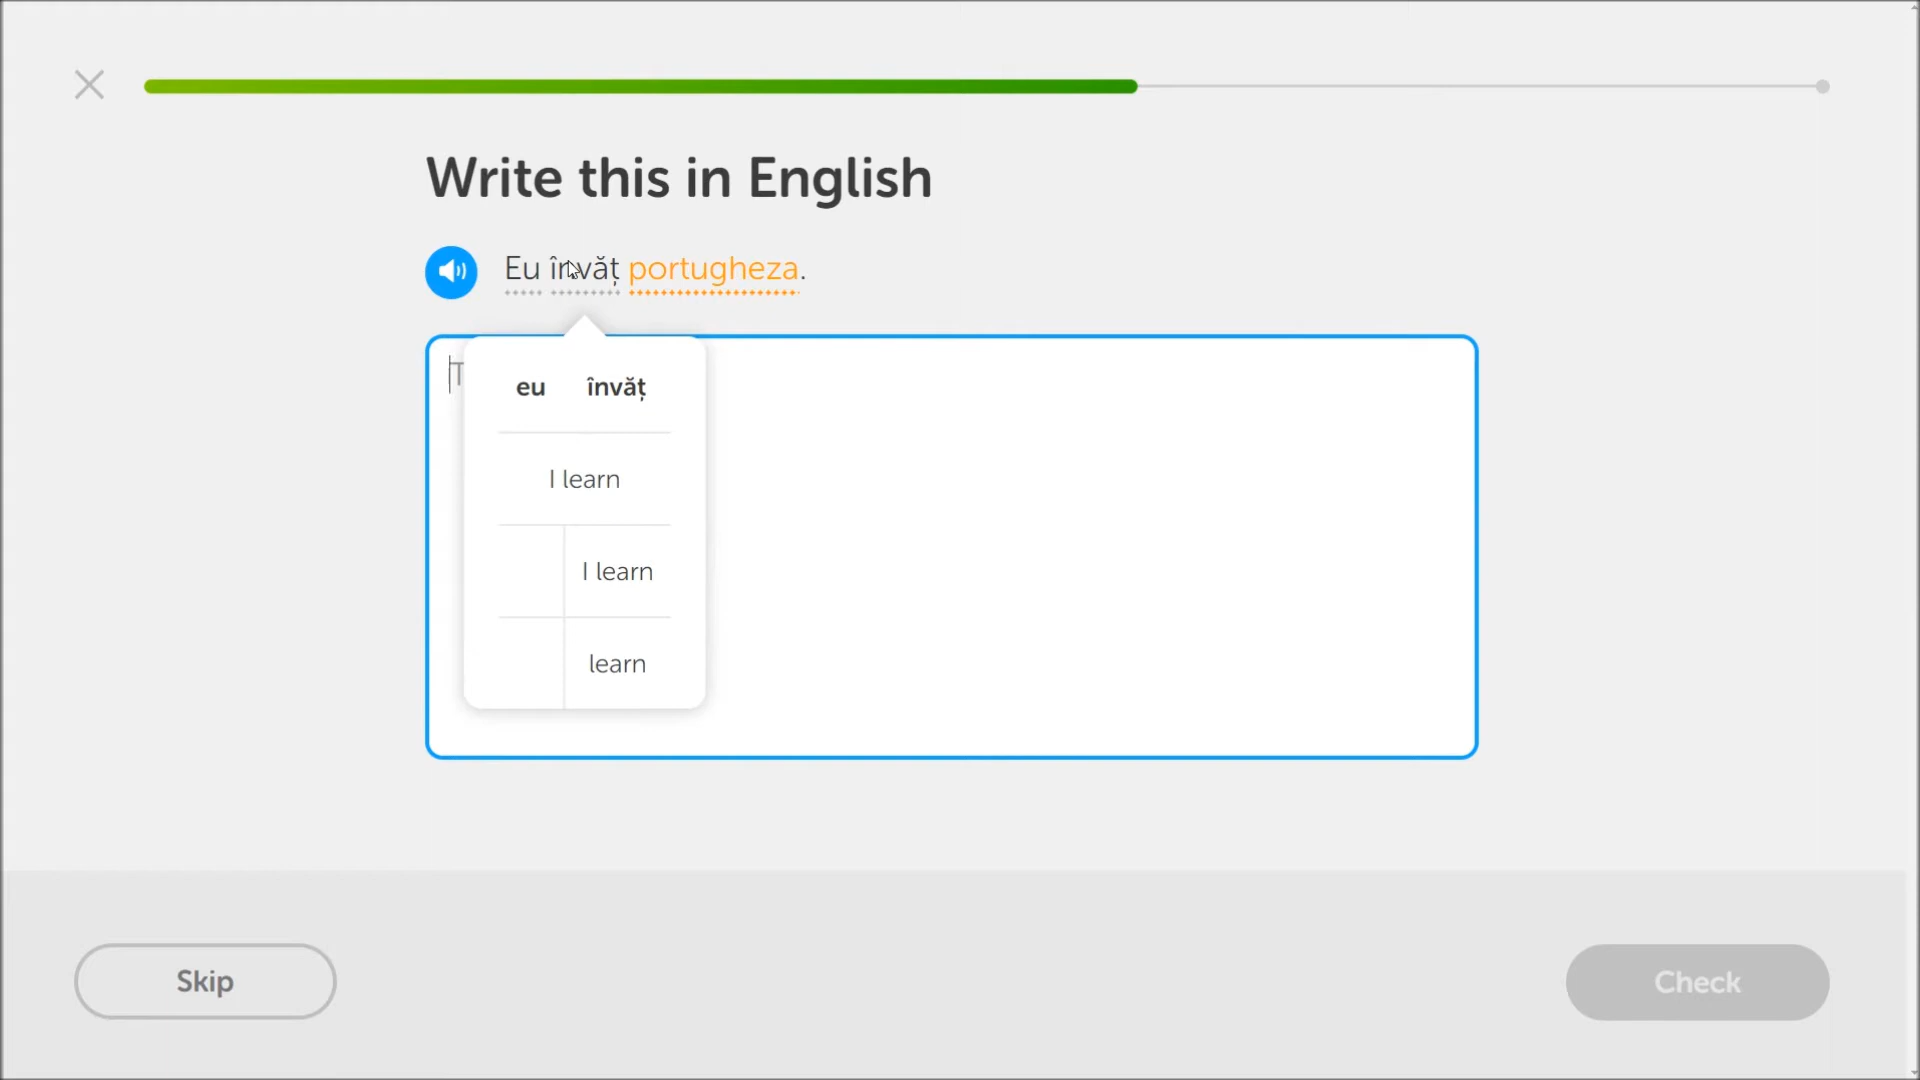 Write this in English
Eu învăț portugheza.
T
eu învăț
I learn
I learn
learn
Skip
Check